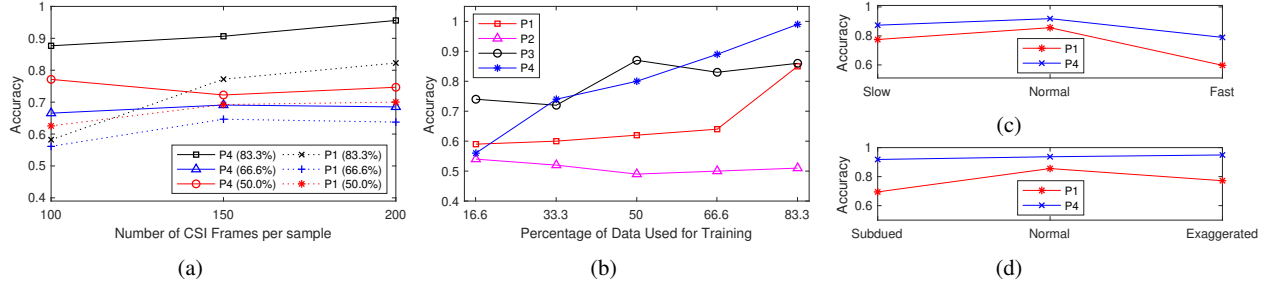 1
0.9
0.8
0.7
0.6
0.5
0.4
Accuracy
P4 (83.3%)
P4 (66.6%)
P4 (50.0%)
P1 (83.3%)
P1 (66.6%)
P1 (50.0%)
100
150
200
Number of CSI Frames per sample
(a)
1
0.9
0.8
0.7
0.6
0.5
0.4
Accuracy
P1
P2
P3
P4
16.6
33.3
50
66.6
83.3
Percentage of Data Used for Training
(b)
1
0.8
0.6
Accuracy
P1
P4
Slow
Normal
Fast
(c)
1
0.8
0.6
Accuracy
P1
P4
Subdued
Normal
Exaggerated
(d)